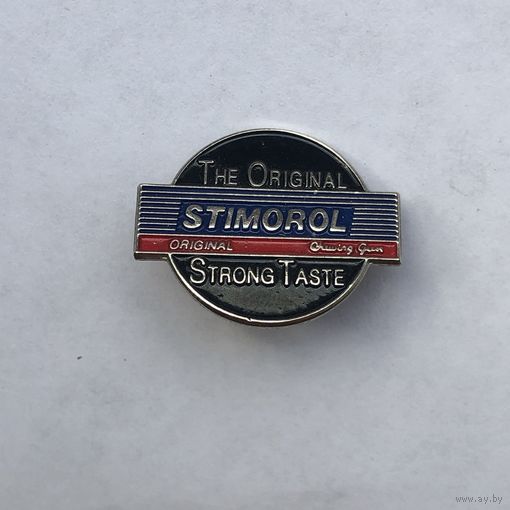 THE ORIGINAL
STIMOROL
ORIGINAL Chewing Gum
STRONG TASTE
www.ay.by